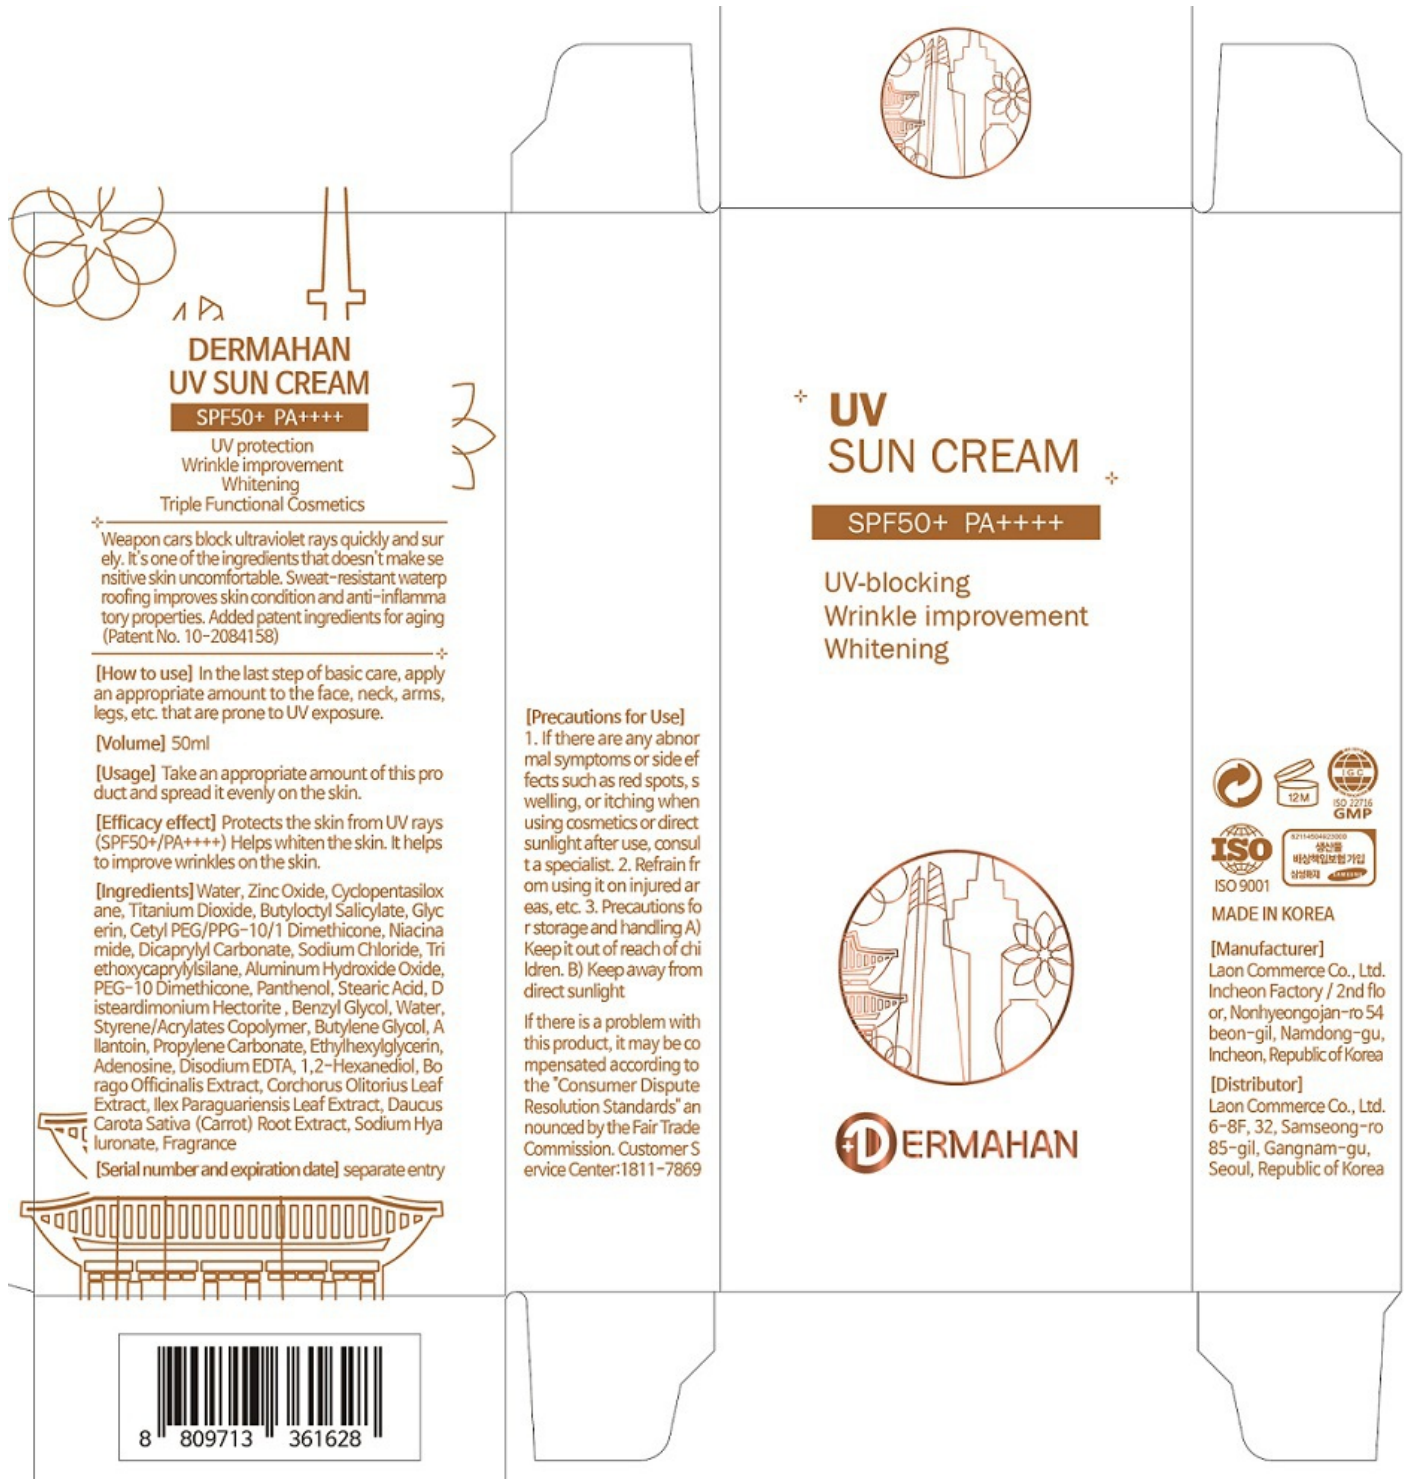 DERMAHAN
UV SUN CREAM
SPF50+ PA++++
UV protection
Wrinkle improvement
Whitening
Triple Functional Cosmetics
Weapon cars block ultraviolet rays quickly and sur
ely. It's one of the ingredients that doesn't make se
nsitive skin uncomfortable. Sweat-resistant waterp
roofing improves skin condition and anti-inflamma
tory properties. Added patent ingredients for aging
(Patent No. 10-2084158)
[How to use] In the last step of basic care, apply
an appropriate amount to the face, neck, arms,
legs, etc. that are prone to UV exposure.
[Volume] 50ml
[Usage] Take an appropriate amount of this pro
duct and spread it evenly on the skin.
[Efficacy effect] Protects the skin from UV rays
(SPF50+/PA++++) Helps whiten the skin. It helps
to improve wrinkles on the skin.
[Ingredients] Water, Zinc Oxide, Cyclopentasilox
ane, Titanium Dioxide, Butyloctyl Salicylate, Glyc
erin, Cetyl PEG/PPG-10/1 Dimethicone, Niacina
mide, Dicaprylyl Carbonate, Sodium Chloride, Tri
ethoxycaprylylsilane, Aluminum Hydroxide Oxide,
PEG-10 Dimethicone, Panthenol, Stearic Acid, D
isteardimonium Hectorite , Benzyl Glycol, Water,
Styrene/Acrylates Copolymer, Butylene Glycol, A
llantoin, Propylene Carbonate, Ethylhexylglycerin,
Adenosine, Disodium EDTA, 1,2-Hexanediol, Bo
rago Officinalis Extract, Corchorus Olitorius Leaf
Extract, Ilex Paraguariensis Leaf Extract, Daucus
Carota Sativa (Carrot) Root Extract, Sodium Hya
luronate, Fragrance
[Serial number and expiration date] separate entry
8 809713 361628
[Precautions for Use]
1. If there are any abnor
mal symptoms or side ef
fects such as red spots, s
welling, or itching when
using cosmetics or direct
sunlight after use, consul
t a specialist. 2. Refrain fr
om using it on injured ar
eas, etc. 3. Precautions fo
r storage and handling A)
Keep it out of reach of chi
ldren. B) Keep away from
direct sunlight
If there is a problem with
this product, it may be co
mpensated according to
the "Consumer Dispute
Resolution Standards" an
nounced by the Fair Trade
Commission. Customer S
ervice Center:1811-7869
UV
SUN CREAM
SPF50+ PA++++
UV-blocking
Wrinkle improvement
Whitening
DERMAHAN
12M
IGC
ISO 22716
GMP
ISO
ISO 9001
생산물
배상책임보험 가입
삼성화재 SAMSUNG
MADE IN KOREA
[Manufacturer]
Laon Commerce Co., Ltd.
Incheon Factory / 2nd flo
or, Nonhyeongojan-ro 54
beon-gil, Namdong-gu,
Incheon, Republic of Korea
[Distributor]
Laon Commerce Co., Ltd.
6-8F, 32, Samseong-ro
85-gil, Gangnam-gu,
Seoul, Republic of Korea